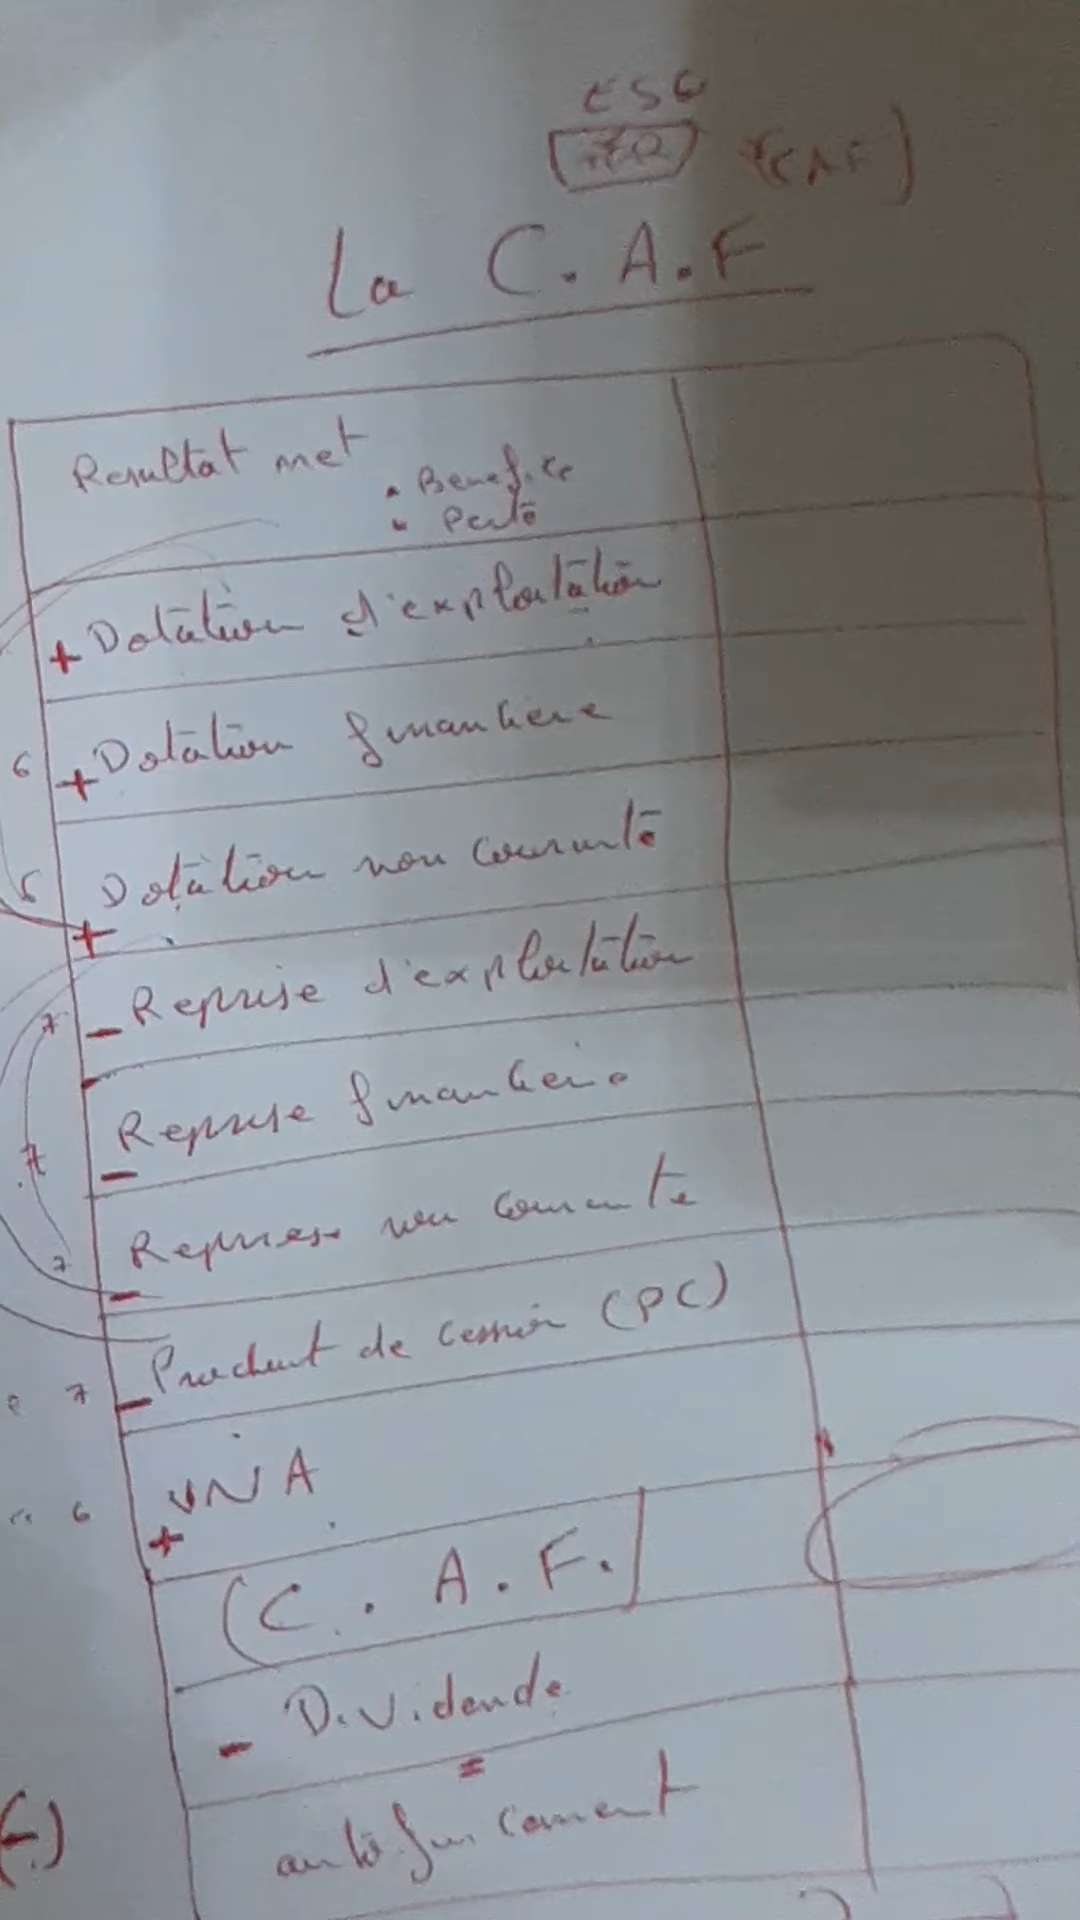 ESG
(CAF)
La C.A.F
Resultat net
• Benefice
• Perte
+ Dotation d'exploitation
6 + Dotation financiere
6 + Dotation non courante
7 - Reprise d'exploitation
7 - Reprise financiere
7 - Reprises non courante
7 - Produit de cession (PC)
6 + VNA
(C.A.F.)
- Dividende
=
autofinancement
(-)